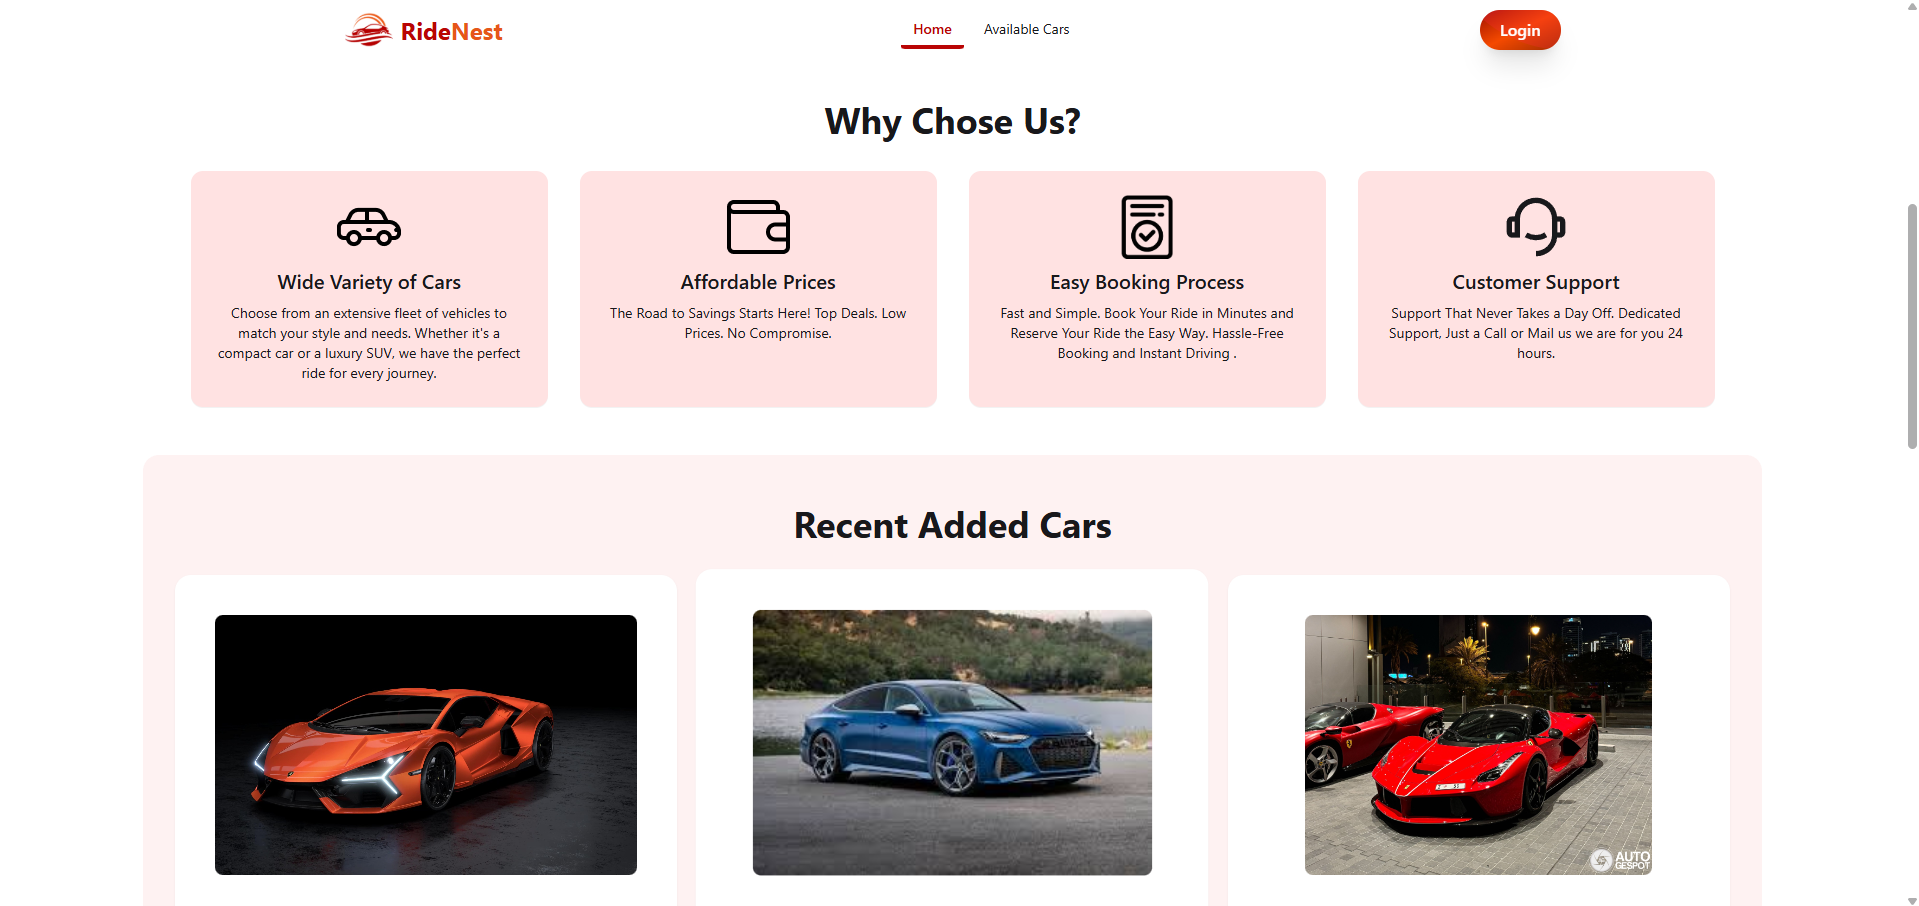 RideNest
Home
Available Cars
Login
Why Chose Us?
Wide Variety of Cars
Choose from an extensive fleet of vehicles to
match your style and needs. Whether it's a
compact car or a luxury SUV, we have the perfect
ride for every journey.
Affordable Prices
The Road to Savings Starts Here! Top Deals. Low
Prices. No Compromise.
Easy Booking Process
Fast and Simple. Book Your Ride in Minutes and
Reserve Your Ride the Easy Way. Hassle-Free
Booking and Instant Driving .
Customer Support
Support That Never Takes a Day Off. Dedicated
Support, Just a Call or Mail us we are for you 24
hours.
Recent Added Cars
AUTO
GESPOT